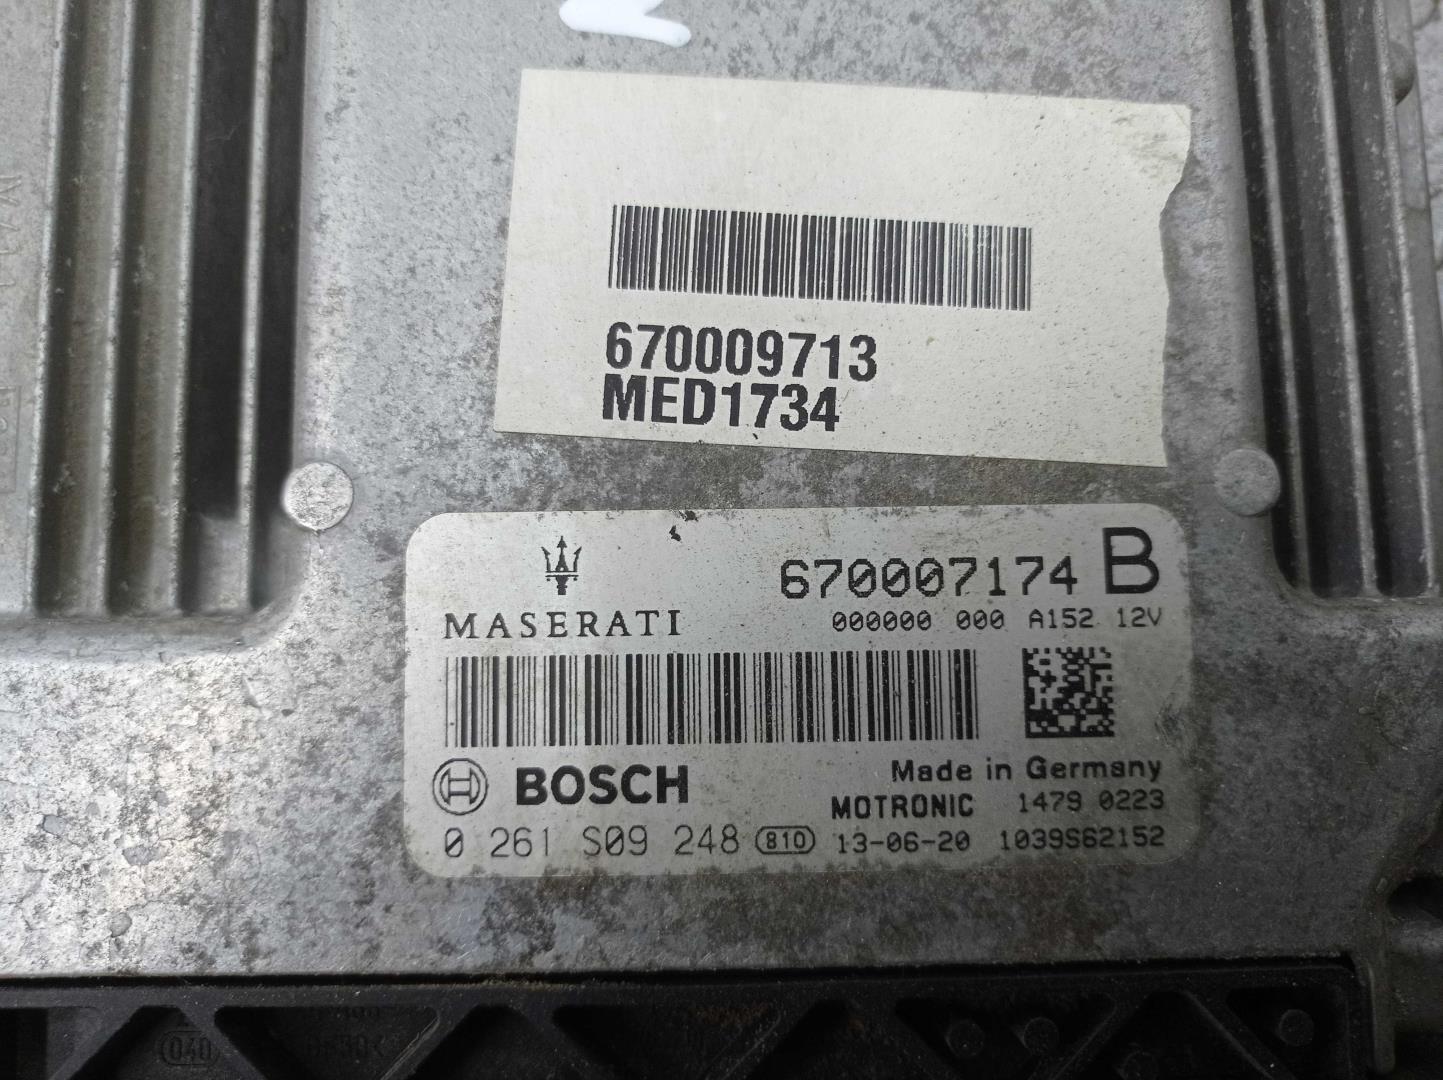 670009713
MED1734
670007174 B
MASERATI
000000 000 A152 12V
BOSCH
Made in Germany
MOTRONIC 1479 0223
0 261 S09 248 810 13-06-20 1039S62152
040